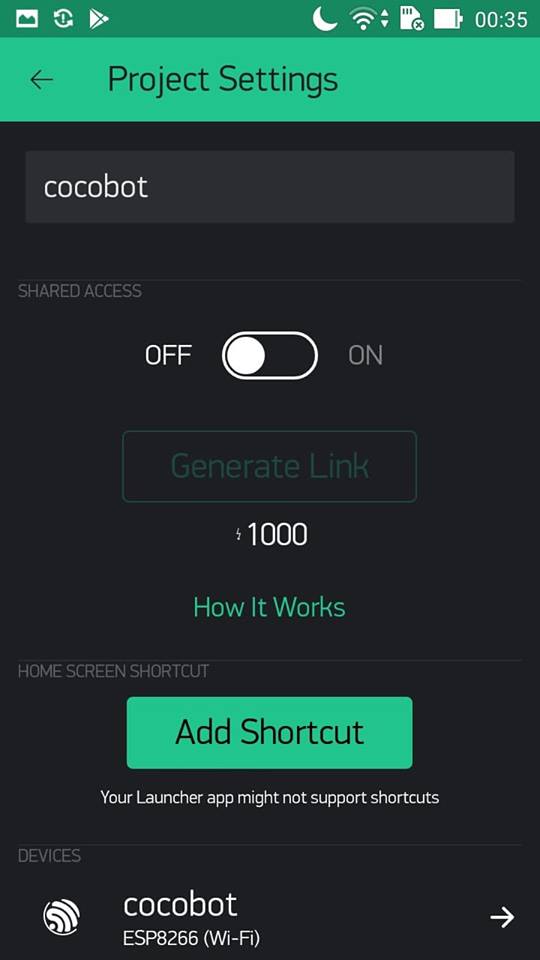 00:35
Project Settings
cocobot
SHARED ACCESS
OFF ON
Generate Link
1000
How It Works
HOME SCREEN SHORTCUT
Add Shortcut
Your Launcher app might not support shortcuts
DEVICES
cocobot
ESP8266 (Wi-Fi)